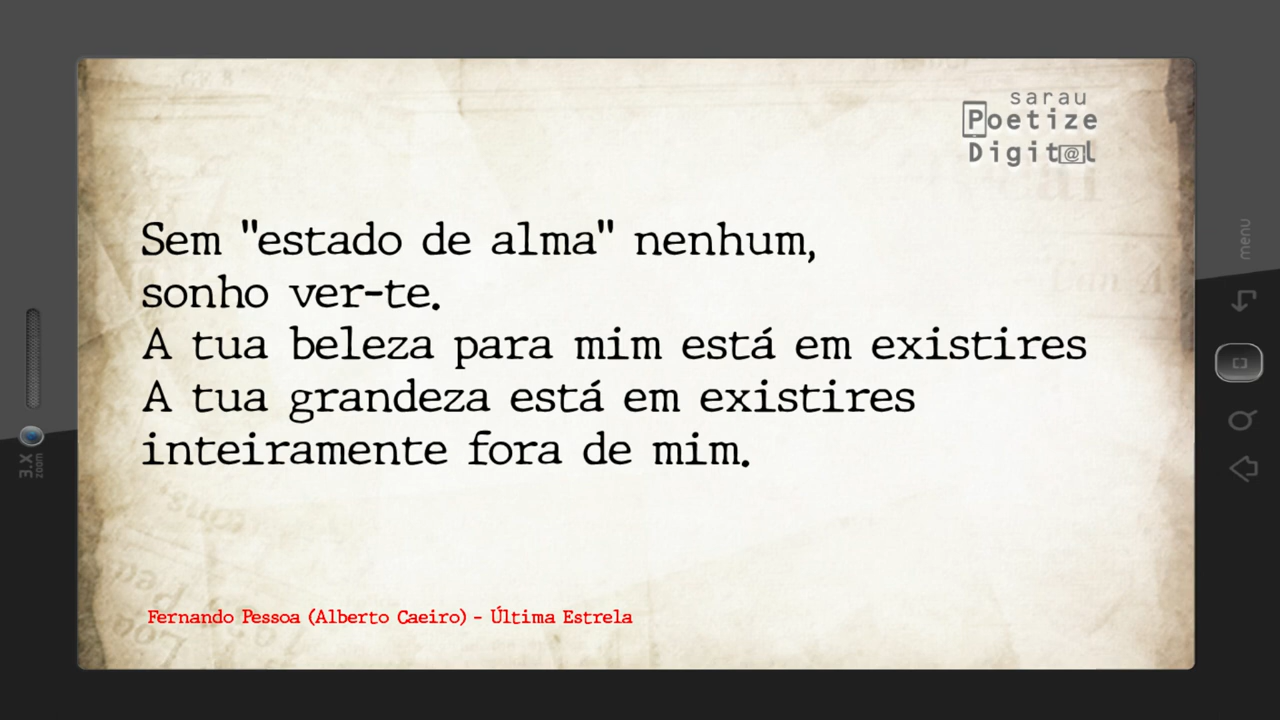 sarau
Poetize
Digit@l
Sem "estado de alma" nenhum,
sonho ver-te.
A tua beleza para mim está em existires
A tua grandeza está em existires
inteiramente fora de mim.
Fernando Pessoa (Alberto Caeiro) - Última Estrela
menu
3.X
zoom